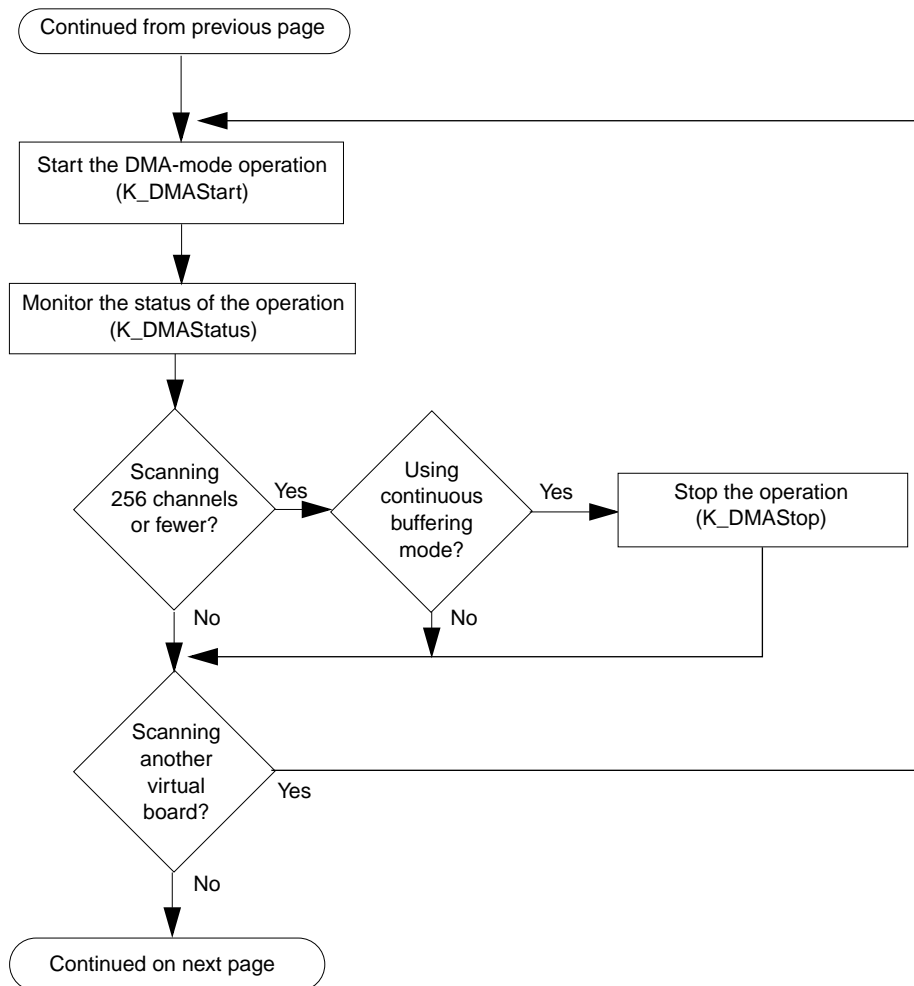 Continued from previous page
Start the DMA-mode operation
(K_DMAStart)
Monitor the status of the operation
(K_DMAStatus)
Scanning
256 channels
or fewer?
Yes
Using
continuous
buffering
mode?
Yes
Stop the operation
(K_DMAStop)
No
No
Scanning
another
virtual
board?
Yes
No
Continued on next page